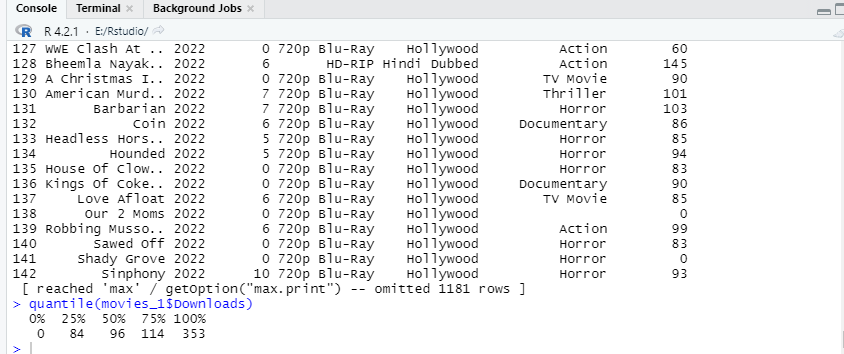 Console Terminal × Background Jobs ×
R 4.2.1 · E:/Rstudio/
127 WWE Clash At .. 2022 0 720p Blu-Ray Hollywood Action 60
128 Bheemla Nayak.. 2022 6 HD-RIP Hindi Dubbed Action 145
129 A Christmas I.. 2022 0 720p Blu-Ray Hollywood TV Movie 90
130 American Murd.. 2022 7 720p Blu-Ray Hollywood Thriller 101
131 Barbarian 2022 7 720p Blu-Ray Hollywood Horror 103
132 Coin 2022 6 720p Blu-Ray Hollywood Documentary 86
133 Headless Hors.. 2022 5 720p Blu-Ray Hollywood Horror 85
134 Hounded 2022 5 720p Blu-Ray Hollywood Horror 94
135 House Of Clow.. 2022 0 720p Blu-Ray Hollywood Horror 83
136 Kings Of Coke.. 2022 0 720p Blu-Ray Hollywood Documentary 90
137 Love Afloat 2022 6 720p Blu-Ray Hollywood TV Movie 85
138 Our 2 Moms 2022 0 720p Blu-Ray Hollywood 0
139 Robbing Musso.. 2022 6 720p Blu-Ray Hollywood Action 99
140 Sawed Off 2022 0 720p Blu-Ray Hollywood Horror 83
141 Shady Grove 2022 0 720p Blu-Ray Hollywood Horror 0
142 Sinphony 2022 10 720p Blu-Ray Hollywood Horror 93
[ reached 'max' / getOption("max.print") -- omitted 1181 rows ]
> quantile(movies_1$Downloads)
0% 25% 50% 75% 100%
0 84 96 114 353
>